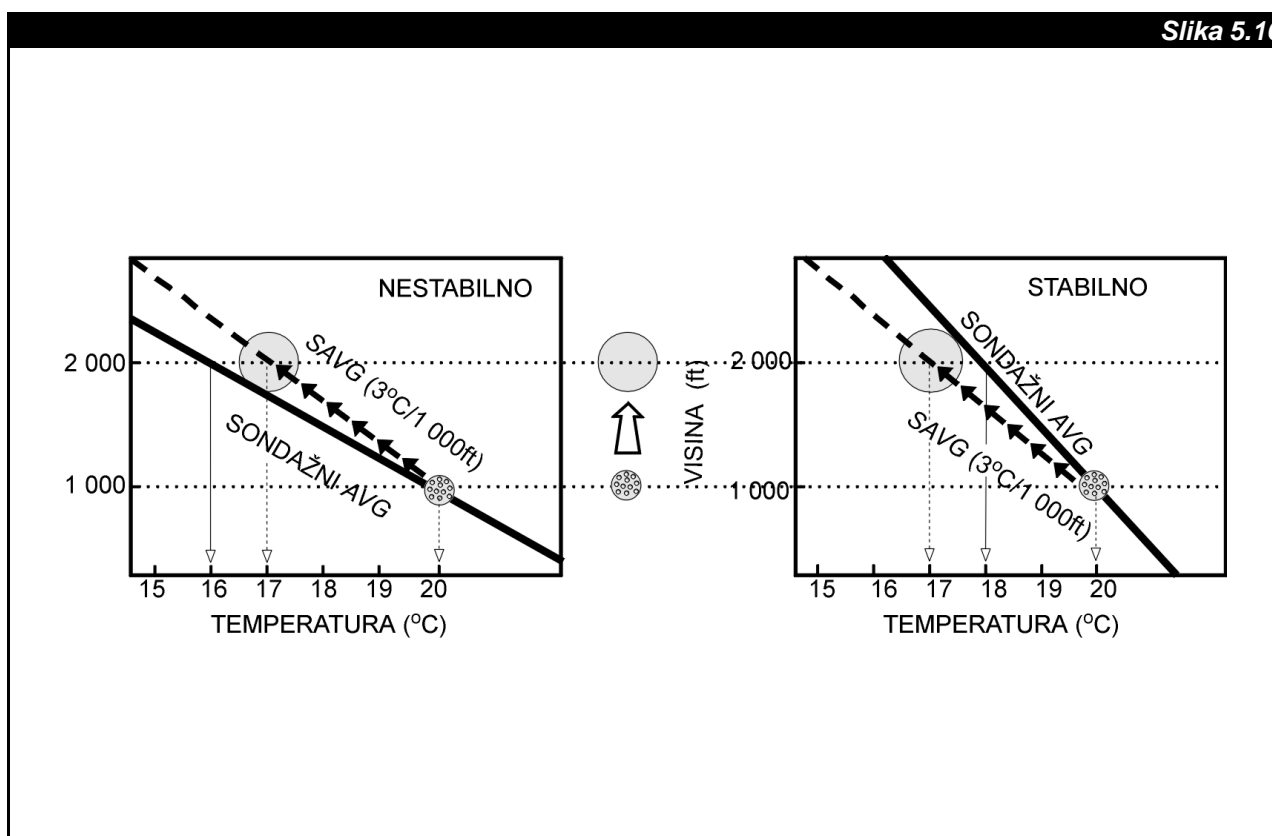 Slika 5.10
NESTABILNO
2 000
1 000
SAVG (3°C/1 000ft)
SONDAŽNI AVG
15 16 17 18 19 20
TEMPERATURA (°C)
VISINA (ft)
STABILNO
2 000
1 000
SONDAŽNI AVG
SAVG (3°C/1 000ft)
15 16 17 18 19 20
TEMPERATURA (°C)